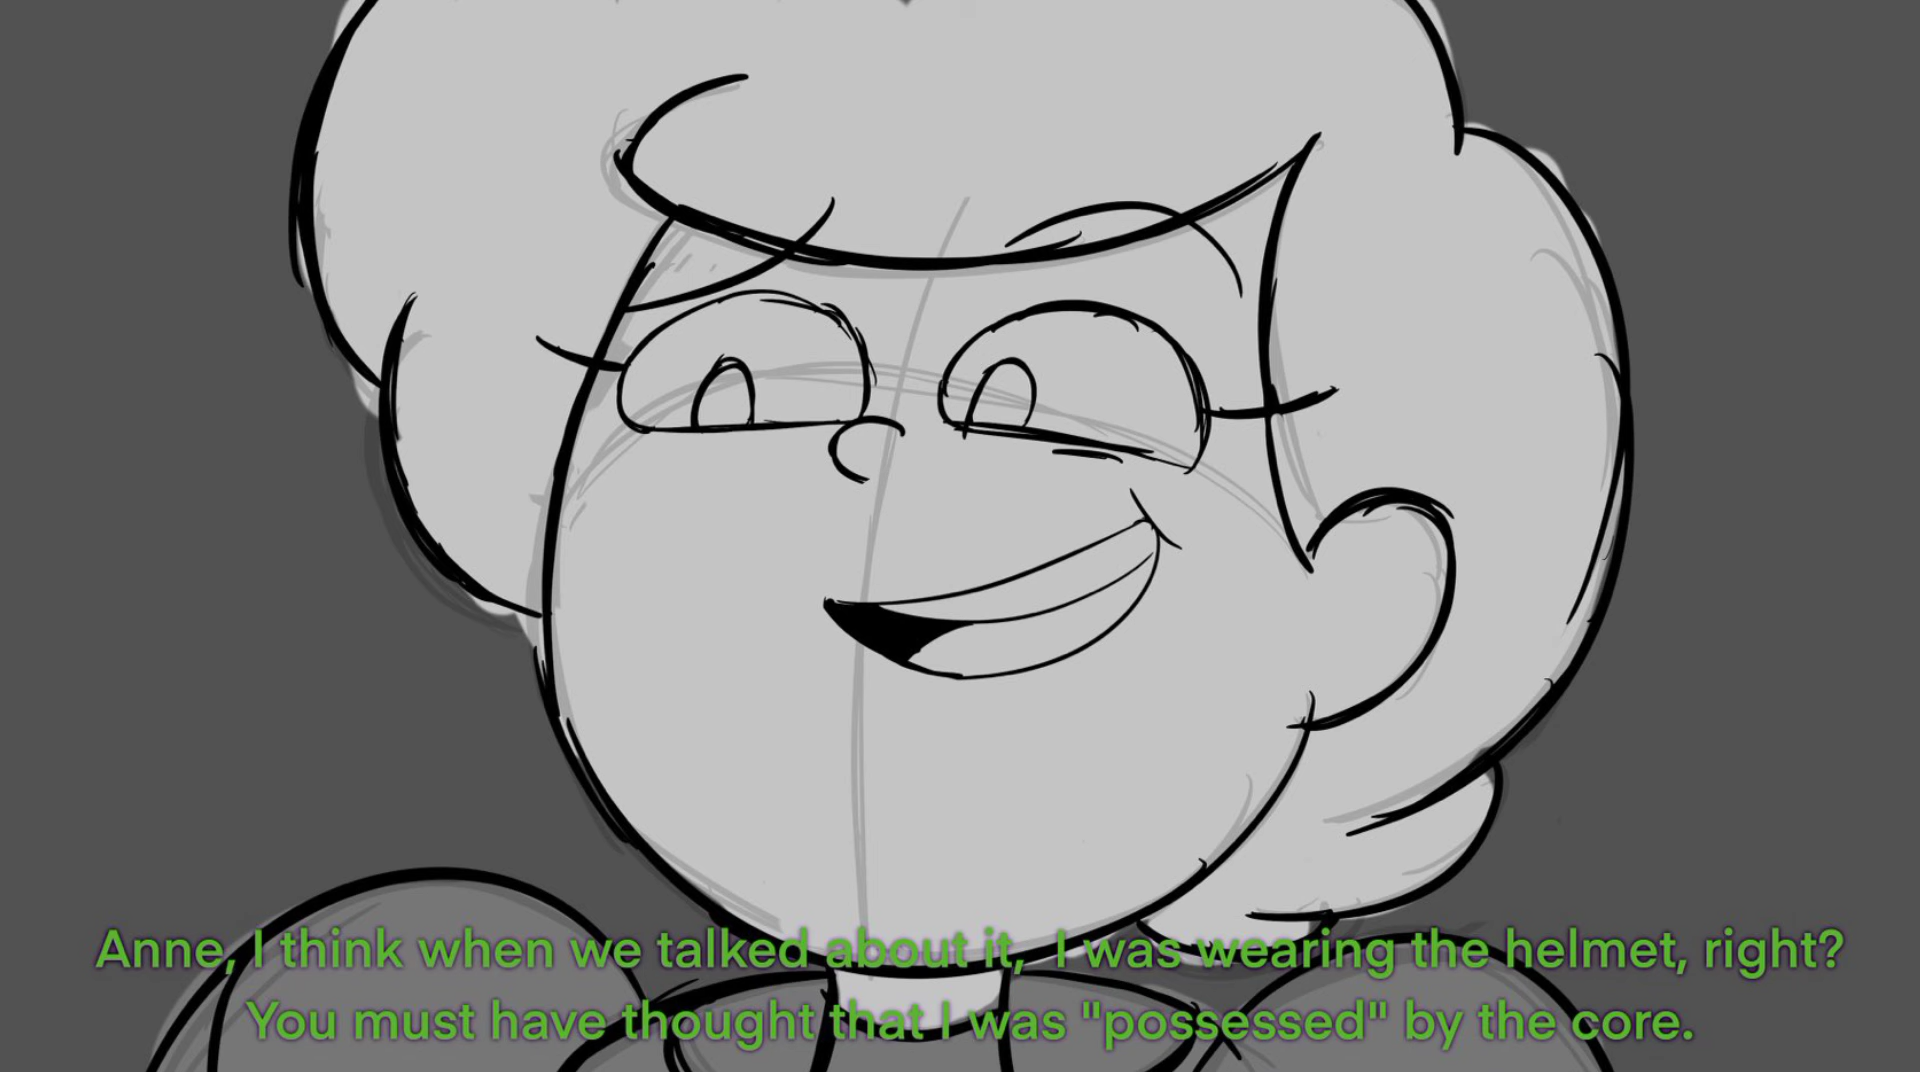 Anne, I think when we talked about it, I was wearing the helmet, right?
You must have thought that I was "possessed" by the core.